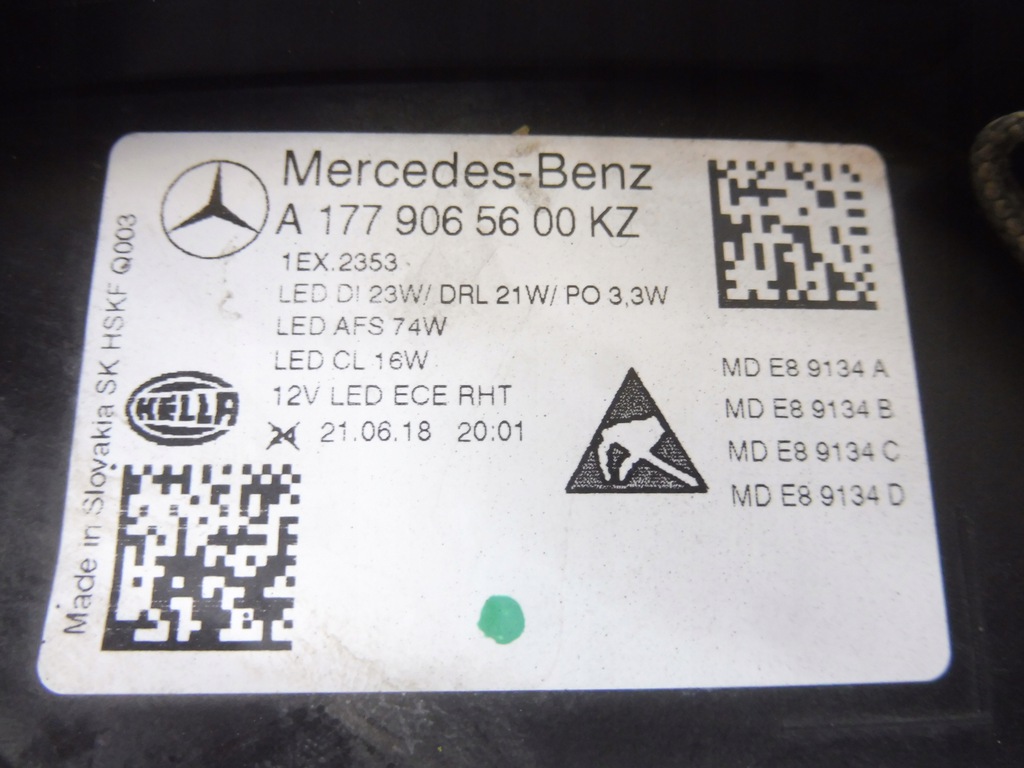 Mercedes-Benz
A 177 906 56 00 KZ
1EX.2353
LED DI 23W/ DRL 21W/ PO 3,3W
LED AFS 74W
LED CL 16W
12V LED ECE RHT
24 21.06.18 20:01
HELLA
MD E8 9134 A
MD E8 9134 B
MD E8 9134 C
MD E8 9134 D
Made in Slovakia SK HSKF Q003